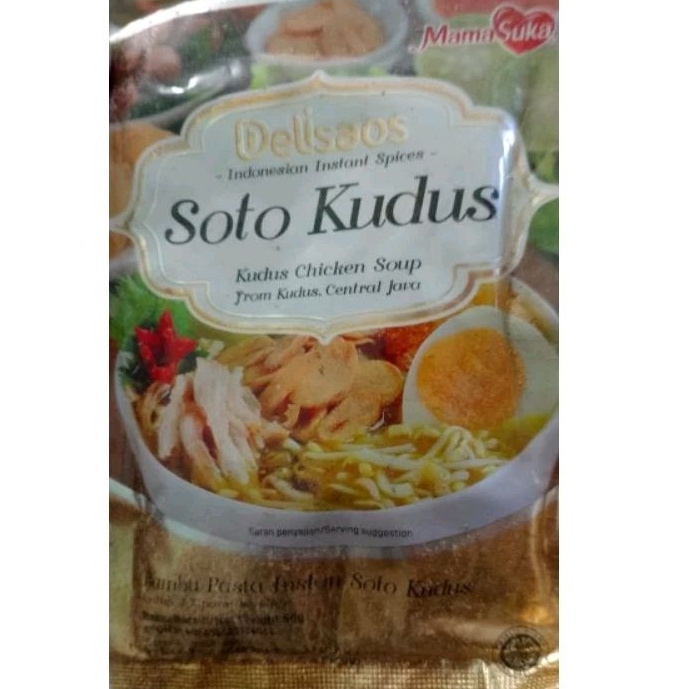 MamaSuka
Delisaos
- Indonesian Instant Spices -
Soto Kudus
Kudus Chicken Soup
from Kudus, Central Java
Saran penyajian/Serving suggestion
Bumbu Pasta Instan Soto Kudus